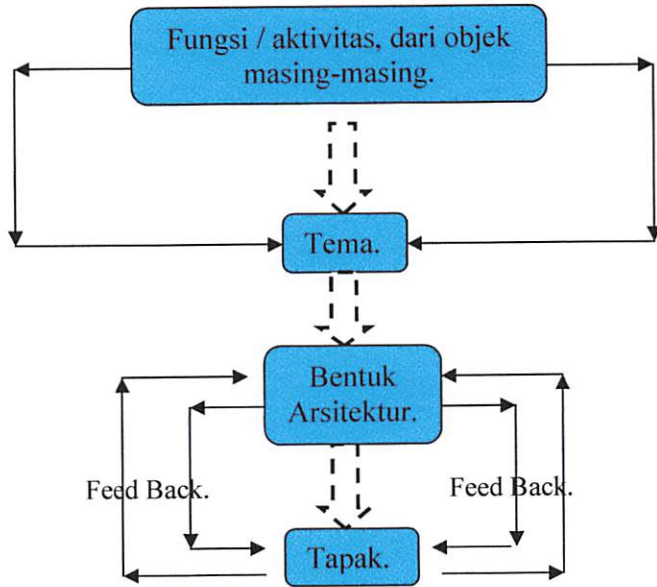 Fungsi / aktivitas, dari objek
masing-masing.
Tema.
Bentuk
Arsitektur.
Feed Back.
Feed Back.
Tapak.